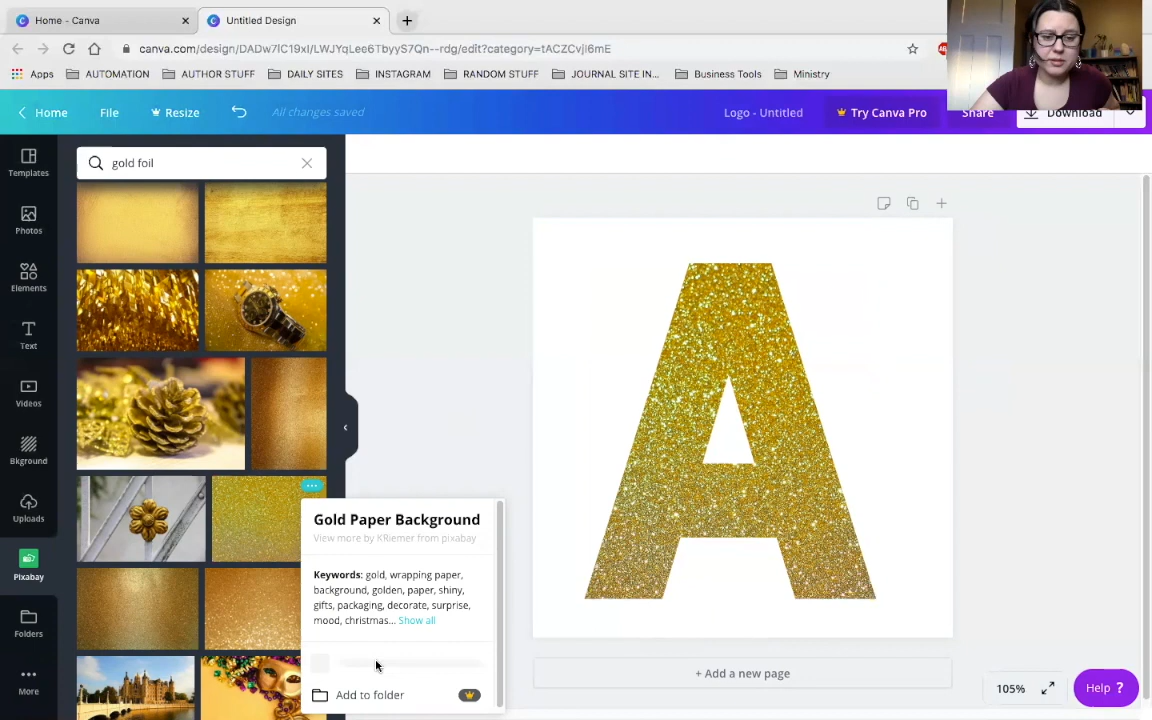 Home - Canva
Untitled Design
canva.com/design/DADw7IC19xI/LWJYqLee6TbyyS7Qn--rdg/edit?category=tACZCvjI6mE
Apps AUTOMATION AUTHOR STUFF DAILY SITES INSTAGRAM RANDOM STUFF JOURNAL SITE IN... Business Tools Ministry
Home File Resize All changes saved Logo - Untitled Try Canva Pro Share Download
Templates
Photos
Elements
Text
Videos
Bkground
Uploads
Pixabay
Folders
More
gold foil
Gold Paper Background
View more by KRiemer from pixabay
Keywords: gold, wrapping paper,
background, golden, paper, shiny,
gifts, packaging, decorate, surprise,
mood, christmas... Show all
Add to folder
A
+ Add a new page
105%
Help ?